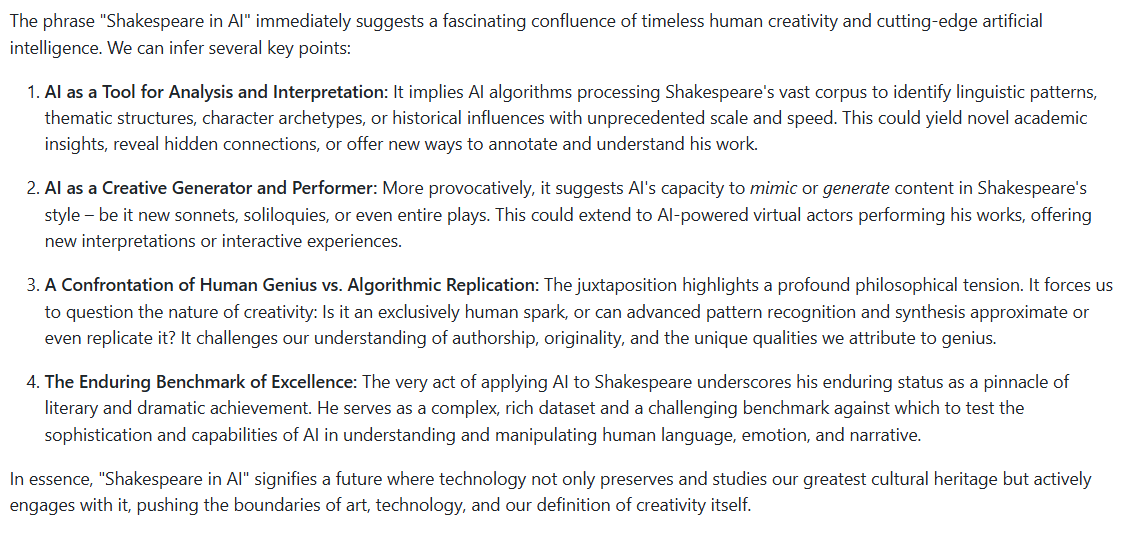 The phrase "Shakespeare in AI" immediately suggests a fascinating confluence of timeless human creativity and cutting-edge artificial
intelligence. We can infer several key points:
1. AI as a Tool for Analysis and Interpretation: It implies AI algorithms processing Shakespeare's vast corpus to identify linguistic patterns,
thematic structures, character archetypes, or historical influences with unprecedented scale and speed. This could yield novel academic
insights, reveal hidden connections, or offer new ways to annotate and understand his work.
2. AI as a Creative Generator and Performer: More provocatively, it suggests AI's capacity to mimic or generate content in Shakespeare's
style – be it new sonnets, soliloquies, or even entire plays. This could extend to AI-powered virtual actors performing his works, offering
new interpretations or interactive experiences.
3. A Confrontation of Human Genius vs. Algorithmic Replication: The juxtaposition highlights a profound philosophical tension. It forces us
to question the nature of creativity: Is it an exclusively human spark, or can advanced pattern recognition and synthesis approximate or
even replicate it? It challenges our understanding of authorship, originality, and the unique qualities we attribute to genius.
4. The Enduring Benchmark of Excellence: The very act of applying AI to Shakespeare underscores his enduring status as a pinnacle of
literary and dramatic achievement. He serves as a complex, rich dataset and a challenging benchmark against which to test the
sophistication and capabilities of AI in understanding and manipulating human language, emotion, and narrative.
In essence, "Shakespeare in AI" signifies a future where technology not only preserves and studies our greatest cultural heritage but actively
engages with it, pushing the boundaries of art, technology, and our definition of creativity itself.